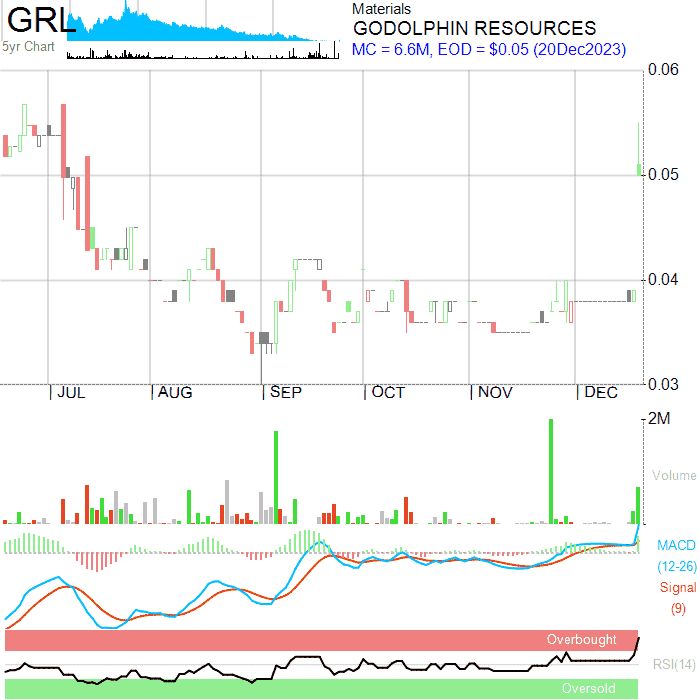 GRL
5yr Chart
Materials
GODOLPHIN RESOURCES
MC = 6.6M, EOD = $0.05 (20Dec2023)
0.06
0.05
0.04
0.03
JUL
AUG
SEP
OCT
NOV
DEC
2M
Volume
MACD
(12-26)
Signal
(9)
Overbought
RSI(14)
Oversold